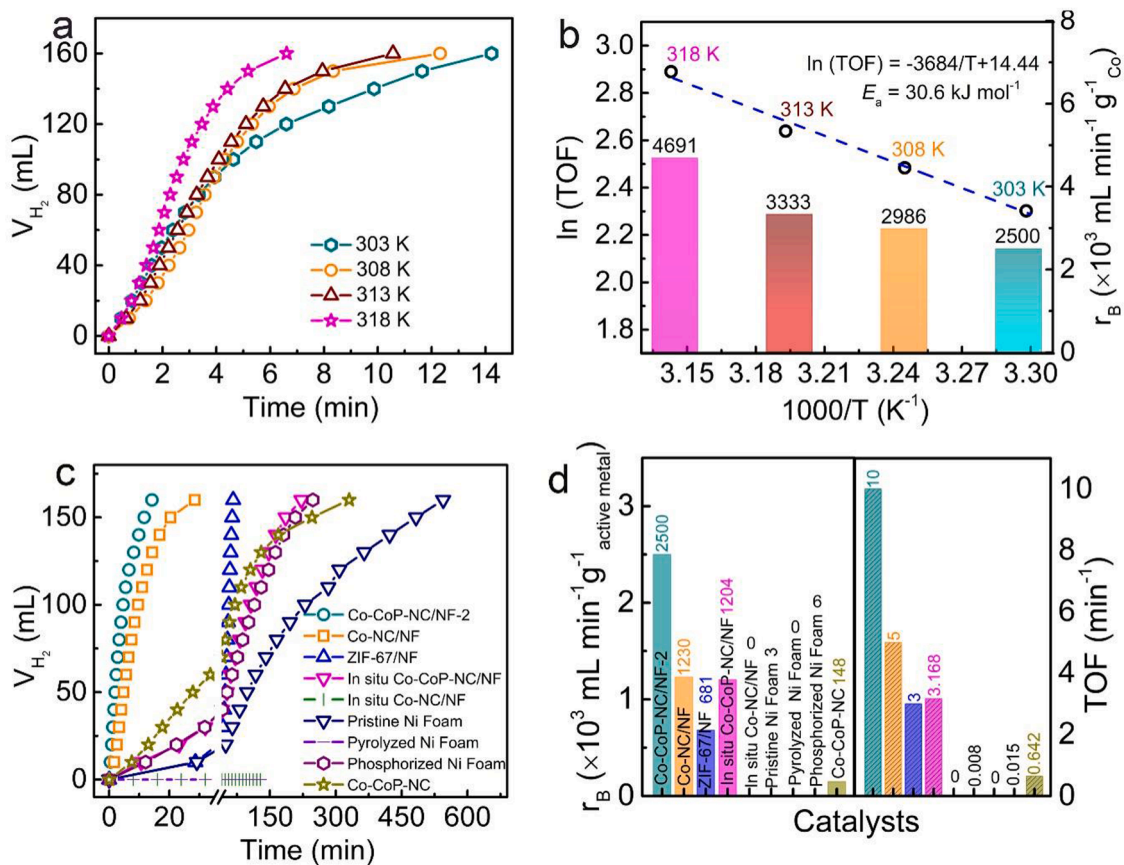 a
V_H2 (mL)
160
120
80
40
0
303 K
308 K
313 K
318 K
0 2 4 6 8 10 12 14
Time (min)
b
ln (TOF)
3.0
2.8
2.6
2.4
2.2
2.0
1.8
318 K
313 K
308 K
303 K
ln (TOF) = -3684/T+14.44
E_a = 30.6 kJ mol⁻¹
4691
3333
2986
2500
8
6
4
2
0
r_B (×10³ mL min⁻¹ g⁻¹_Co)
3.15 3.18 3.21 3.24 3.27 3.30
1000/T (K⁻¹)
c
V_H2 (mL)
150
100
50
0
Co-CoP-NC/NF-2
Co-NC/NF
ZIF-67/NF
In situ Co-CoP-NC/NF
In situ Co-NC/NF
Pristine Ni Foam
Pyrolyzed Ni Foam
Phosphorized Ni Foam
Co-CoP-NC
0 20 150 300 450 600
Time (min)
d
r_B (×10³ mL min⁻¹g⁻¹_active metal)
3
2
1
0
Co-CoP-NC/NF-2 2500
Co-NC/NF 1230
ZIF-67/NF 681
In situ Co-CoP-NC/NF 1204
In situ Co-NC/NF 0
Pristine Ni Foam 3
Pyrolyzed Ni Foam 0
Phosphorized Ni Foam 6
Co-CoP-NC 148
10
5
3
3.168
0
0.008
0
0.015
0.642
10
8
6
4
2
0
TOF (min⁻¹)
Catalysts